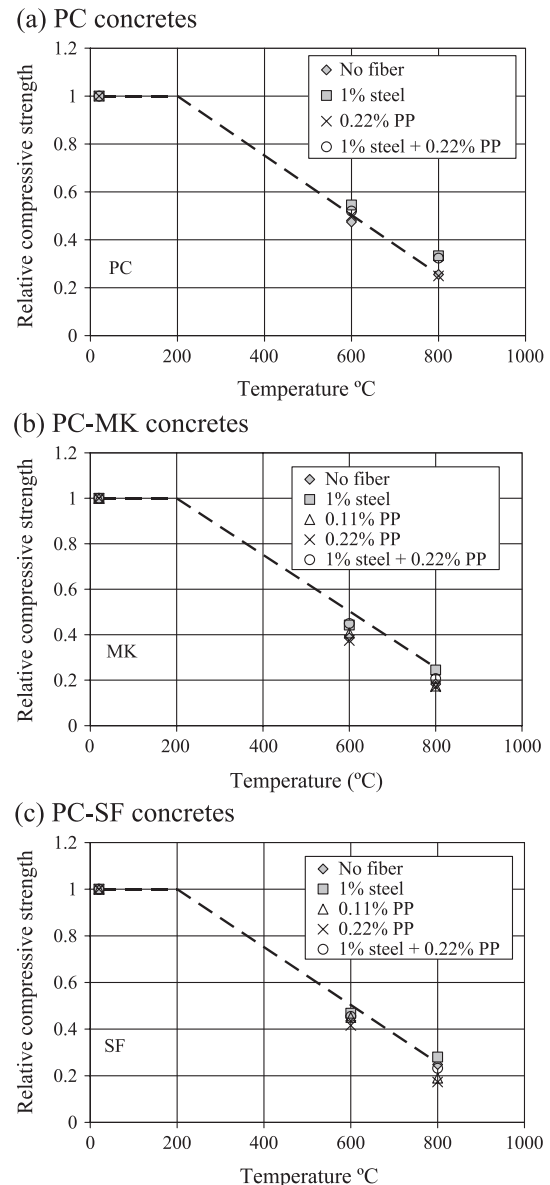 (a) PC concretes
1.2
1
0.8
0.6
0.4
0.2
0
Relative compressive strength
No fiber
1% steel
0.22% PP
1% steel + 0.22% PP
PC
0 200 400 600 800 1000
Temperature ºC
(b) PC-MK concretes
1.2
1
0.8
0.6
0.4
0.2
0
Relative compressive strength
No fiber
1% steel
0.11% PP
0.22% PP
1% steel + 0.22% PP
MK
0 200 400 600 800 1000
Temperature (ºC)
(c) PC-SF concretes
1.2
1
0.8
0.6
0.4
0.2
0
Relative compressive strength
No fiber
1% steel
0.11% PP
0.22% PP
1% steel + 0.22% PP
SF
0 200 400 600 800 1000
Temperature ºC